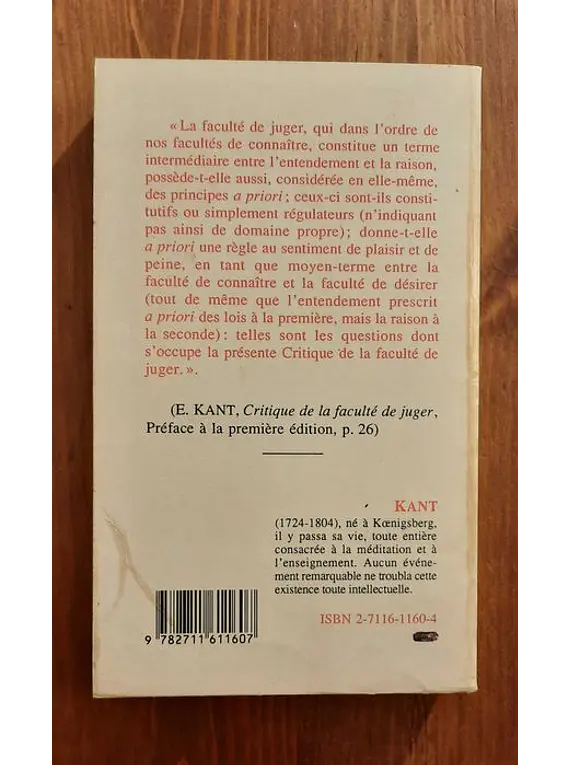 « La faculté de juger, qui dans l'ordre de
nos facultés de connaître, constitue un terme
intermédiaire entre l'entendement et la raison,
possède-t-elle aussi, considérée en elle-même,
des principes a priori ; ceux-ci sont-ils consti-
tutifs ou simplement régulateurs (n'indiquant
pas ainsi de domaine propre) ; donne-t-elle
a priori une règle au sentiment de plaisir et de
peine, en tant que moyen-terme entre la
faculté de connaître et la faculté de désirer
(tout de même que l'entendement prescrit
a priori des lois à la première, mais la raison à
la seconde) : telles sont les questions dont
s'occupe la présente Critique de la faculté de
juger. ».
(E. KANT, Critique de la faculté de juger,
Préface à la première édition, p. 26)
KANT
(1724-1804), né à Kœnigsberg,
il y passa sa vie, toute entière
consacrée à la méditation et à
l'enseignement. Aucun événe-
ment remarquable ne troubla cette
existence toute intellectuelle.
ISBN 2-7116-1160-4
9 782711 611607